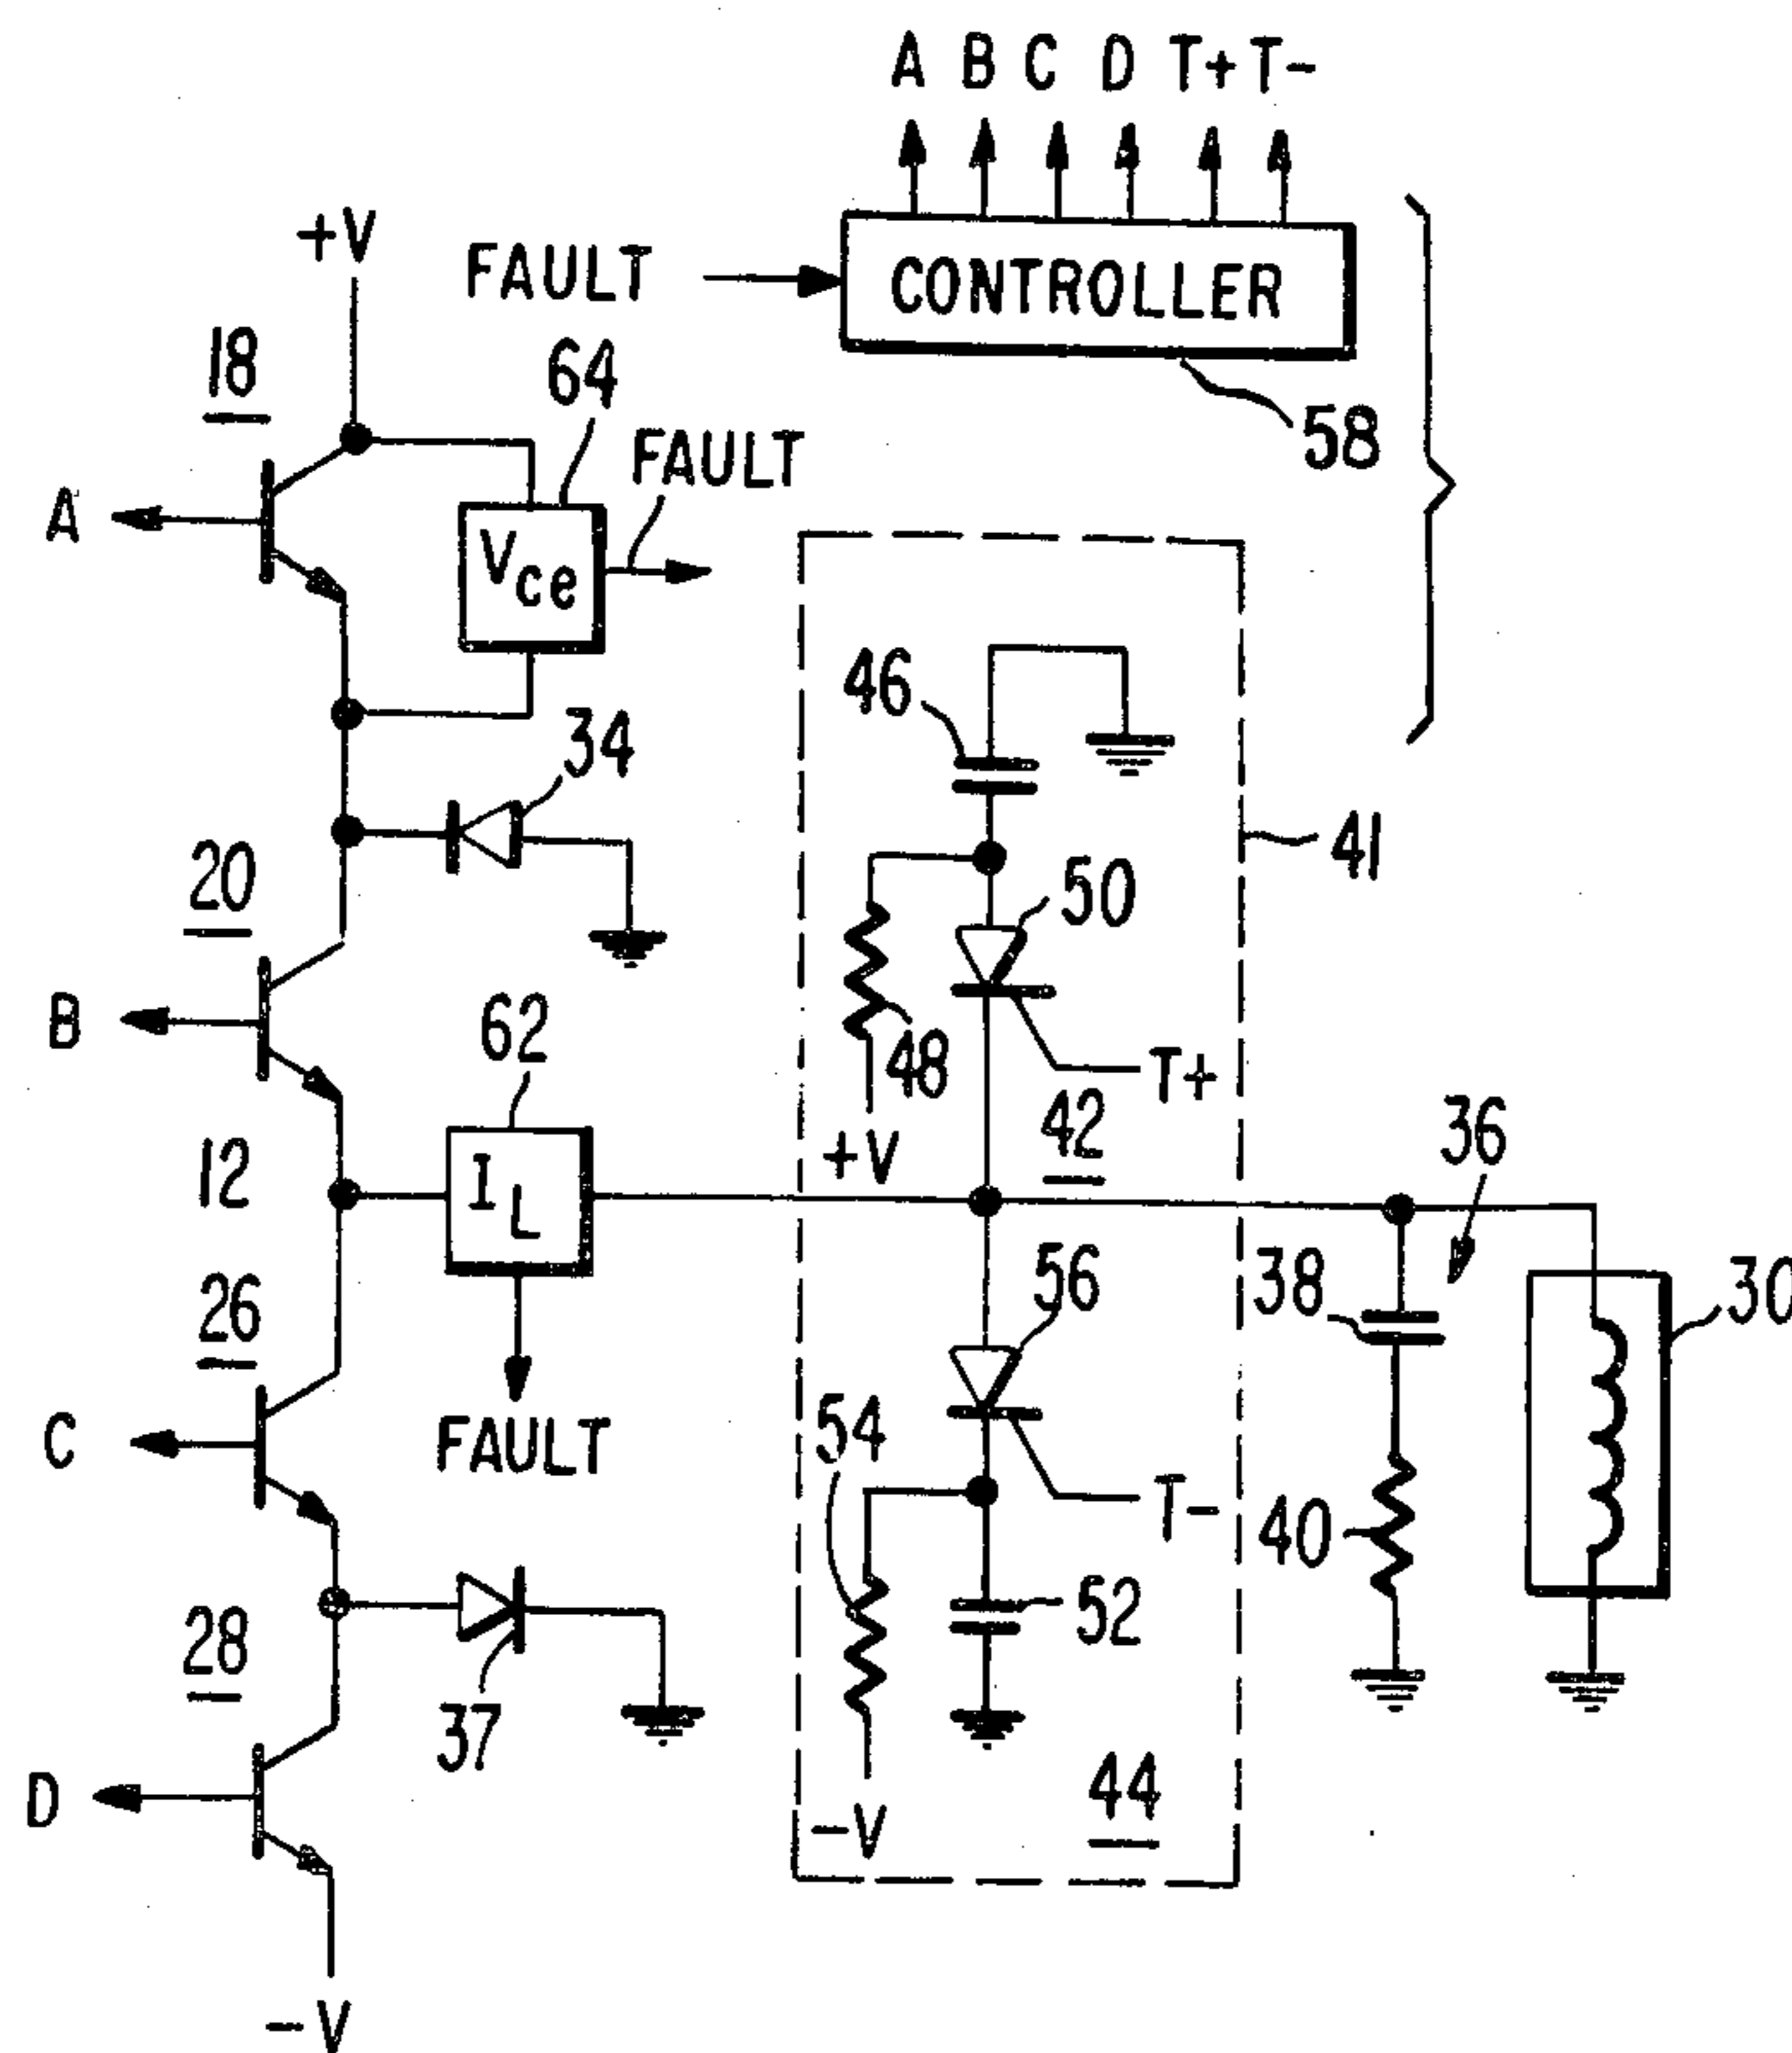 A B C D T+ T-
+V
FAULT
CONTROLLER
18
64
58
FAULT
A
Vce
46
34
41
20
50
B
62
48
T+
+V
42
36
12
IL
56
38
30
26
54
C
FAULT
T-
40
52
28
37
D
-V
44
-V